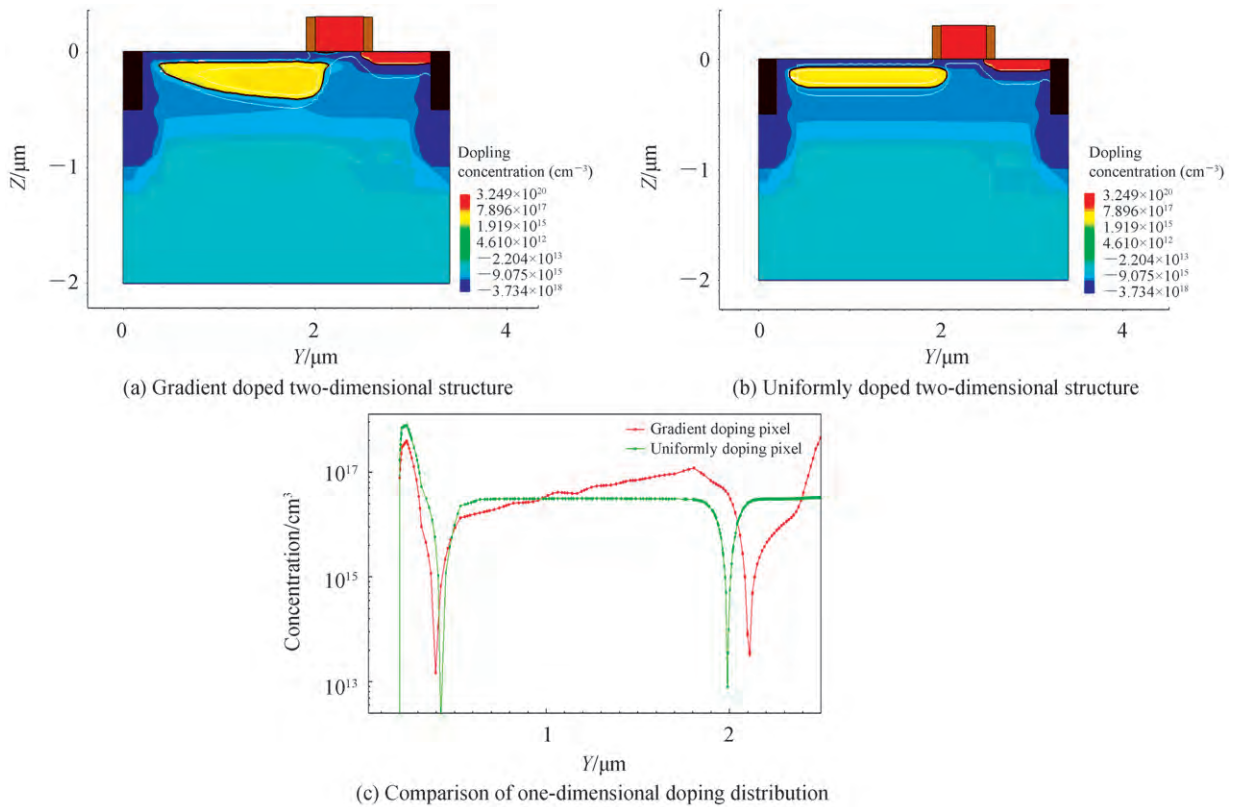 0
−1
−2
Z/μm
0
2
4
Y/μm
Dopling
concentration (cm⁻³)
3.249×10²⁰
7.896×10¹⁷
1.919×10¹⁵
4.610×10¹²
−2.204×10¹³
−9.075×10¹⁵
−3.734×10¹⁸
(a) Gradient doped two-dimensional structure
0
−1
−2
Z/μm
0
2
4
Y/μm
Dopling
concentration (cm⁻³)
3.249×10²⁰
7.896×10¹⁷
1.919×10¹⁵
4.610×10¹²
−2.204×10¹³
−9.075×10¹⁵
−3.734×10¹⁸
(b) Uniformly doped two-dimensional structure
Gradient doping pixel
Uniformly doping pixel
10¹⁷
10¹⁵
10¹³
Concentration/cm³
1
2
Y/μm
(c) Comparison of one-dimensional doping distribution